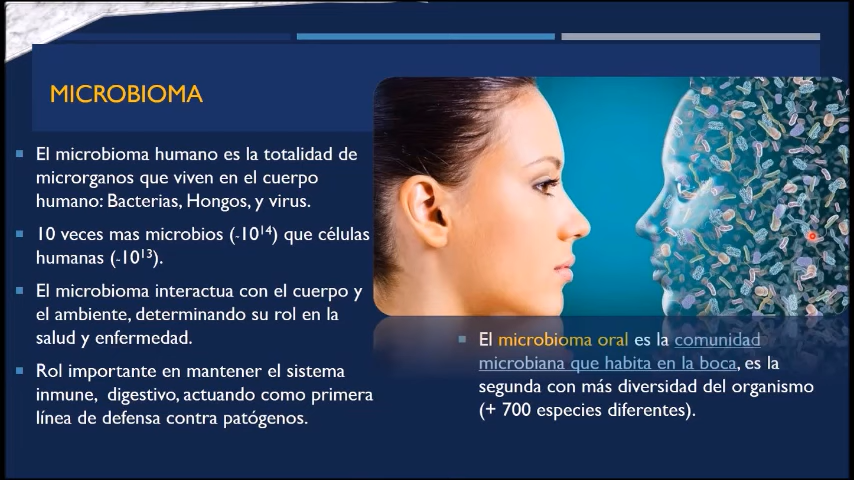 MICROBIOMA
El microbioma humano es la totalidad de
microrganos que viven en el cuerpo
humano: Bacterias, Hongos, y virus.
10 veces mas microbios (-10¹⁴) que células
humanas (-10¹³).
El microbioma interactua con el cuerpo y
el ambiente, determinando su rol en la
salud y enfermedad.
Rol importante en mantener el sistema
inmune, digestivo, actuando como primera
línea de defensa contra patógenos.
El microbioma oral es la comunidad
microbiana que habita en la boca, es la
segunda con más diversidad del organismo
(+ 700 especies diferentes).